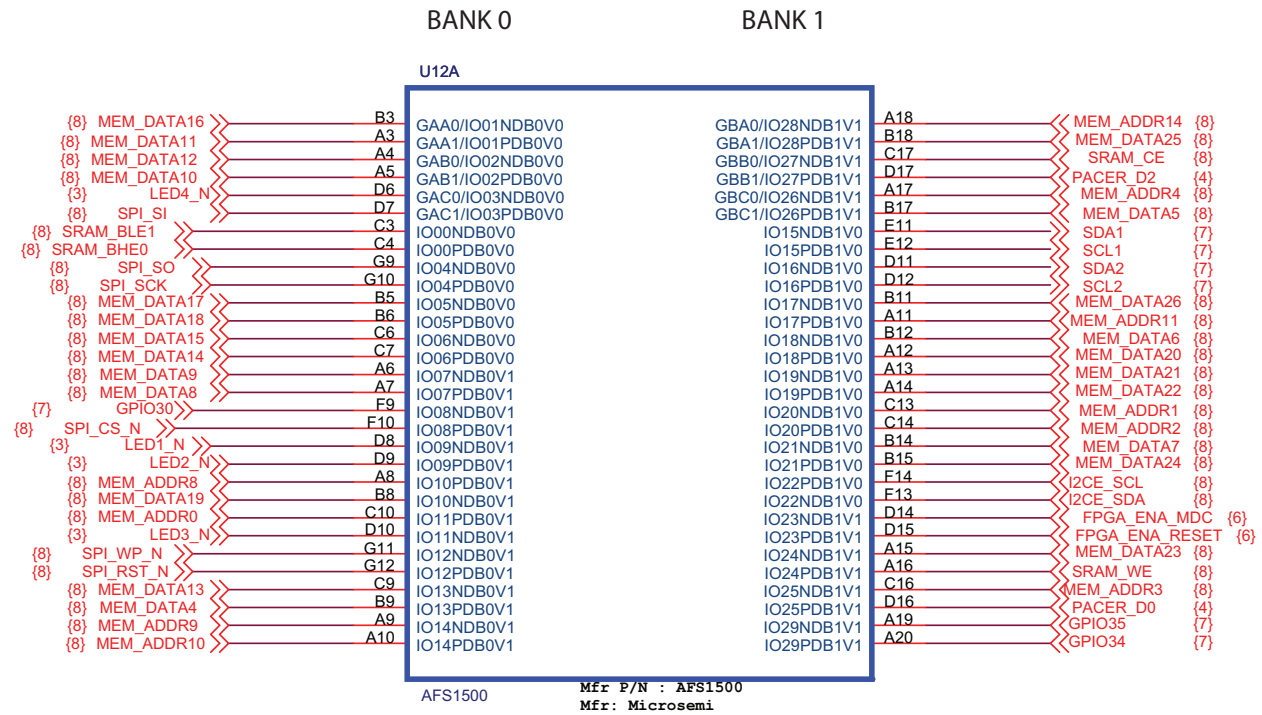 BANK 0 BANK 1
U12A
{8} MEM_DATA16 B3 GAA0/IO01NDB0V0 GBA0/IO28NDB1V1 A18 MEM_ADDR14 {8}
{8} MEM_DATA11 A3 GAA1/IO01PDB0V0 GBA1/IO28PDB1V1 B18 MEM_DATA25 {8}
{8} MEM_DATA12 A4 GAB0/IO02NDB0V0 GBB0/IO27NDB1V1 C17 SRAM_CE {8}
{8} MEM_DATA10 A5 GAB1/IO02PDB0V0 GBB1/IO27PDB1V1 D17 PACER_D2 {4}
{3} LED4_N D6 GAC0/IO03NDB0V0 GBC0/IO26NDB1V1 A17 MEM_ADDR4 {8}
{8} SPI_SI D7 GAC1/IO03PDB0V0 GBC1/IO26PDB1V1 B17 MEM_DATA5 {8}
{8} SRAM_BLE1 C3 IO00NDB0V0 IO15NDB1V0 E11 SDA1 {7}
{8} SRAM_BHE0 C4 IO00PDB0V0 IO15PDB1V0 E12 SCL1 {7}
{8} SPI_SO G9 IO04NDB0V0 IO16NDB1V0 D11 SDA2 {7}
{8} SPI_SCK G10 IO04PDB0V0 IO16PDB1V0 D12 SCL2 {7}
{8} MEM_DATA17 B5 IO05NDB0V0 IO17NDB1V0 B11 MEM_DATA26 {8}
{8} MEM_DATA18 B6 IO05PDB0V0 IO17PDB1V0 A11 MEM_ADDR11 {8}
{8} MEM_DATA15 C6 IO06NDB0V0 IO18NDB1V0 B12 MEM_DATA6 {8}
{8} MEM_DATA14 C7 IO06PDB0V0 IO18PDB1V0 A12 MEM_DATA20 {8}
{8} MEM_DATA9 A6 IO07NDB0V1 IO19NDB1V0 A13 MEM_DATA21 {8}
{8} MEM_DATA8 A7 IO07PDB0V1 IO19PDB1V0 A14 MEM_DATA22 {8}
{7} GPIO30 F9 IO08NDB0V1 IO20NDB1V0 C13 MEM_ADDR1 {8}
{8} SPI_CS_N F10 IO08PDB0V1 IO20PDB1V0 C14 MEM_ADDR2 {8}
{3} LED1_N D8 IO09NDB0V1 IO21NDB1V0 B14 MEM_DATA7 {8}
{3} LED2_N D9 IO09PDB0V1 IO21PDB1V0 B15 MEM_DATA24 {8}
{8} MEM_ADDR8 A8 IO10PDB0V1 IO22PDB1V0 F14 I2CE_SCL {8}
{8} MEM_DATA19 B8 IO10NDB0V1 IO22NDB1V0 F13 I2CE_SDA {8}
{8} MEM_ADDR0 C10 IO11PDB0V1 IO23NDB1V1 D14 FPGA_ENA_MDC {6}
{3} LED3_N D10 IO11NDB0V1 IO23PDB1V1 D15 FPGA_ENA_RESET {6}
{8} SPI_WP_N G11 IO12NDB0V1 IO24NDB1V1 A15 MEM_DATA23 {8}
{8} SPI_RST_N G12 IO12PDB0V1 IO24PDB1V1 A16 SRAM_WE {8}
{8} MEM_DATA13 C9 IO13NDB0V1 IO25NDB1V1 C16 MEM_ADDR3 {8}
{8} MEM_DATA4 B9 IO13PDB0V1 IO25PDB1V1 D16 PACER_D0 {4}
{8} MEM_ADDR9 A9 IO14NDB0V1 IO29NDB1V1 A19 GPIO35 {7}
{8} MEM_ADDR10 A10 IO14PDB0V1 IO29PDB1V1 A20 GPIO34 {7}
AFS1500 Mfr P/N : AFS1500
Mfr: Microsemi